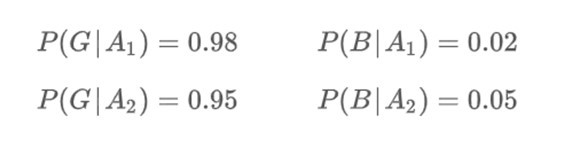 P(G|A₁) = 0.98 P(B|A₁) = 0.02
P(G|A₂) = 0.95 P(B|A₂) = 0.05